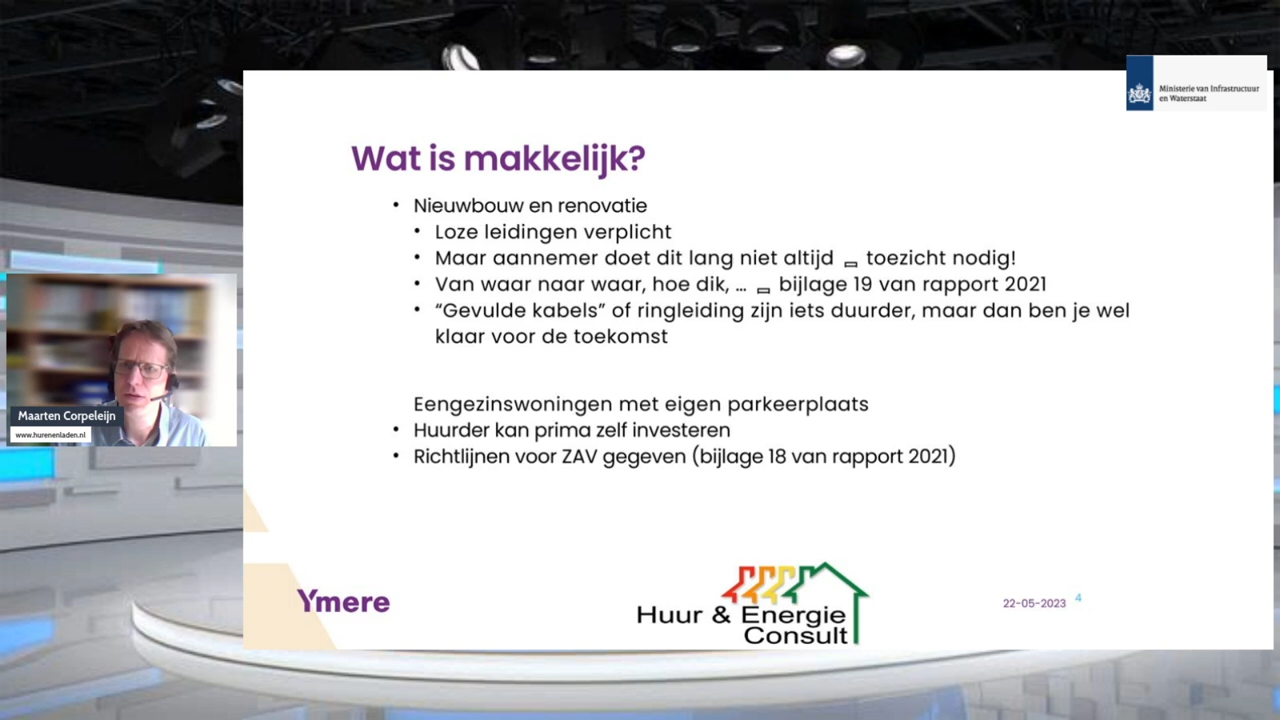 Ministerie van Infrastructuur
en Waterstaat
Wat is makkelijk?
• Nieuwbouw en renovatie
• Loze leidingen verplicht
• Maar aannemer doet dit lang niet altijd toezicht nodig!
• Van waar naar waar, hoe dik, ... bijlage 19 van rapport 2021
• “Gevulde kabels” of ringleiding zijn iets duurder, maar dan ben je wel
klaar voor de toekomst
Eengezinswoningen met eigen parkeerplaats
• Huurder kan prima zelf investeren
• Richtlijnen voor ZAV gegeven (bijlage 18 van rapport 2021)
Maarten Corpeleijn
www.hurenenladen.nl
Ymere
Huur & Energie
Consult
22-05-2023 4